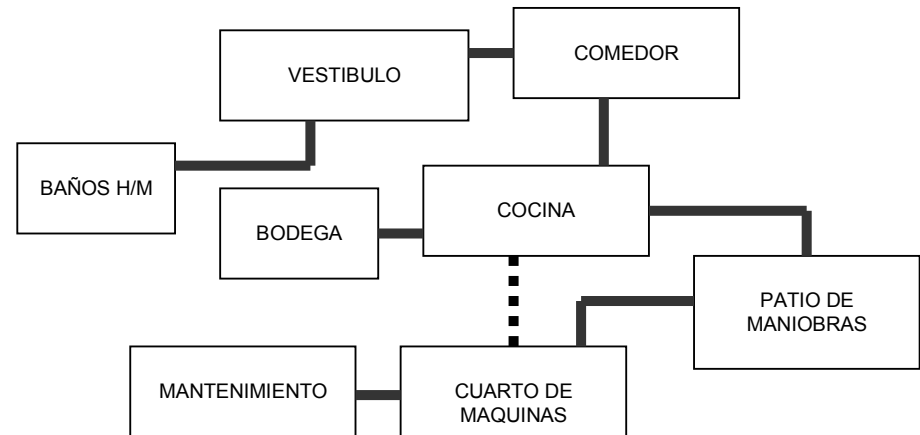 COMEDOR
VESTIBULO
BAÑOS H/M
COCINA
BODEGA
PATIO DE
MANIOBRAS
MANTENIMIENTO
CUARTO DE
MAQUINAS